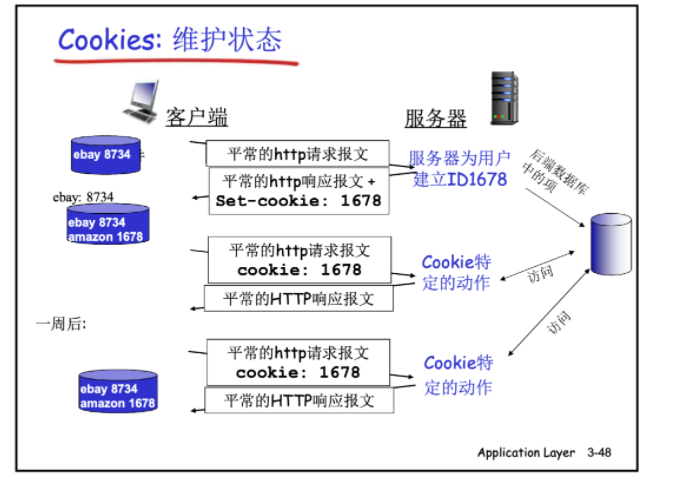 Cookies: 维护状态
客户端
服务器
ebay 8734
平常的http请求报文
服务器为用户
建立ID1678
后端数据库
中的项
平常的http响应报文 +
Set-cookie: 1678
ebay: 8734
ebay 8734
amazon 1678
平常的http请求报文
cookie: 1678
Cookie特
定的动作
访问
平常的HTTP响应报文
一周后:
访问
平常的http请求报文
cookie: 1678
Cookie特
定的动作
ebay 8734
amazon 1678
平常的HTTP响应报文
Application Layer 3-48